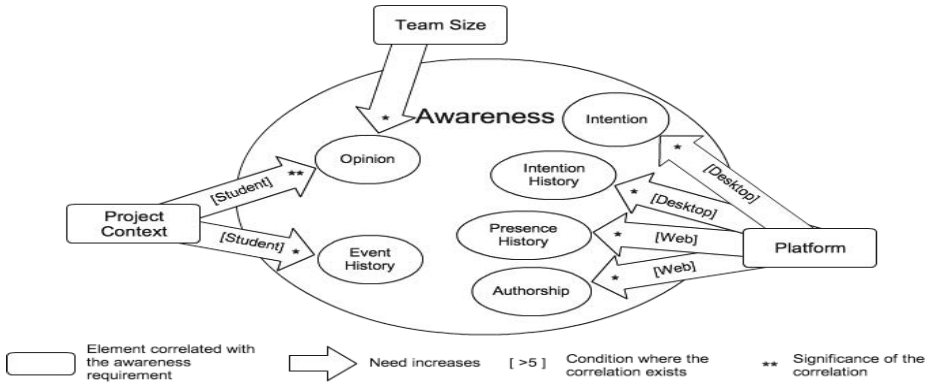 Team Size
*
Awareness
Intention
*
Opinion
**
[Student]
Intention
History
*
[Desktop]
[Desktop]
Project
Context
[Student]
*
Event
History
Presence
History
*
[Web]
Platform
Authorship
*
[Web]
Element correlated with
the awareness
requirement
Need increases
[ >5 ]
Condition where the
correlation exists
**
Significance of the
correlation